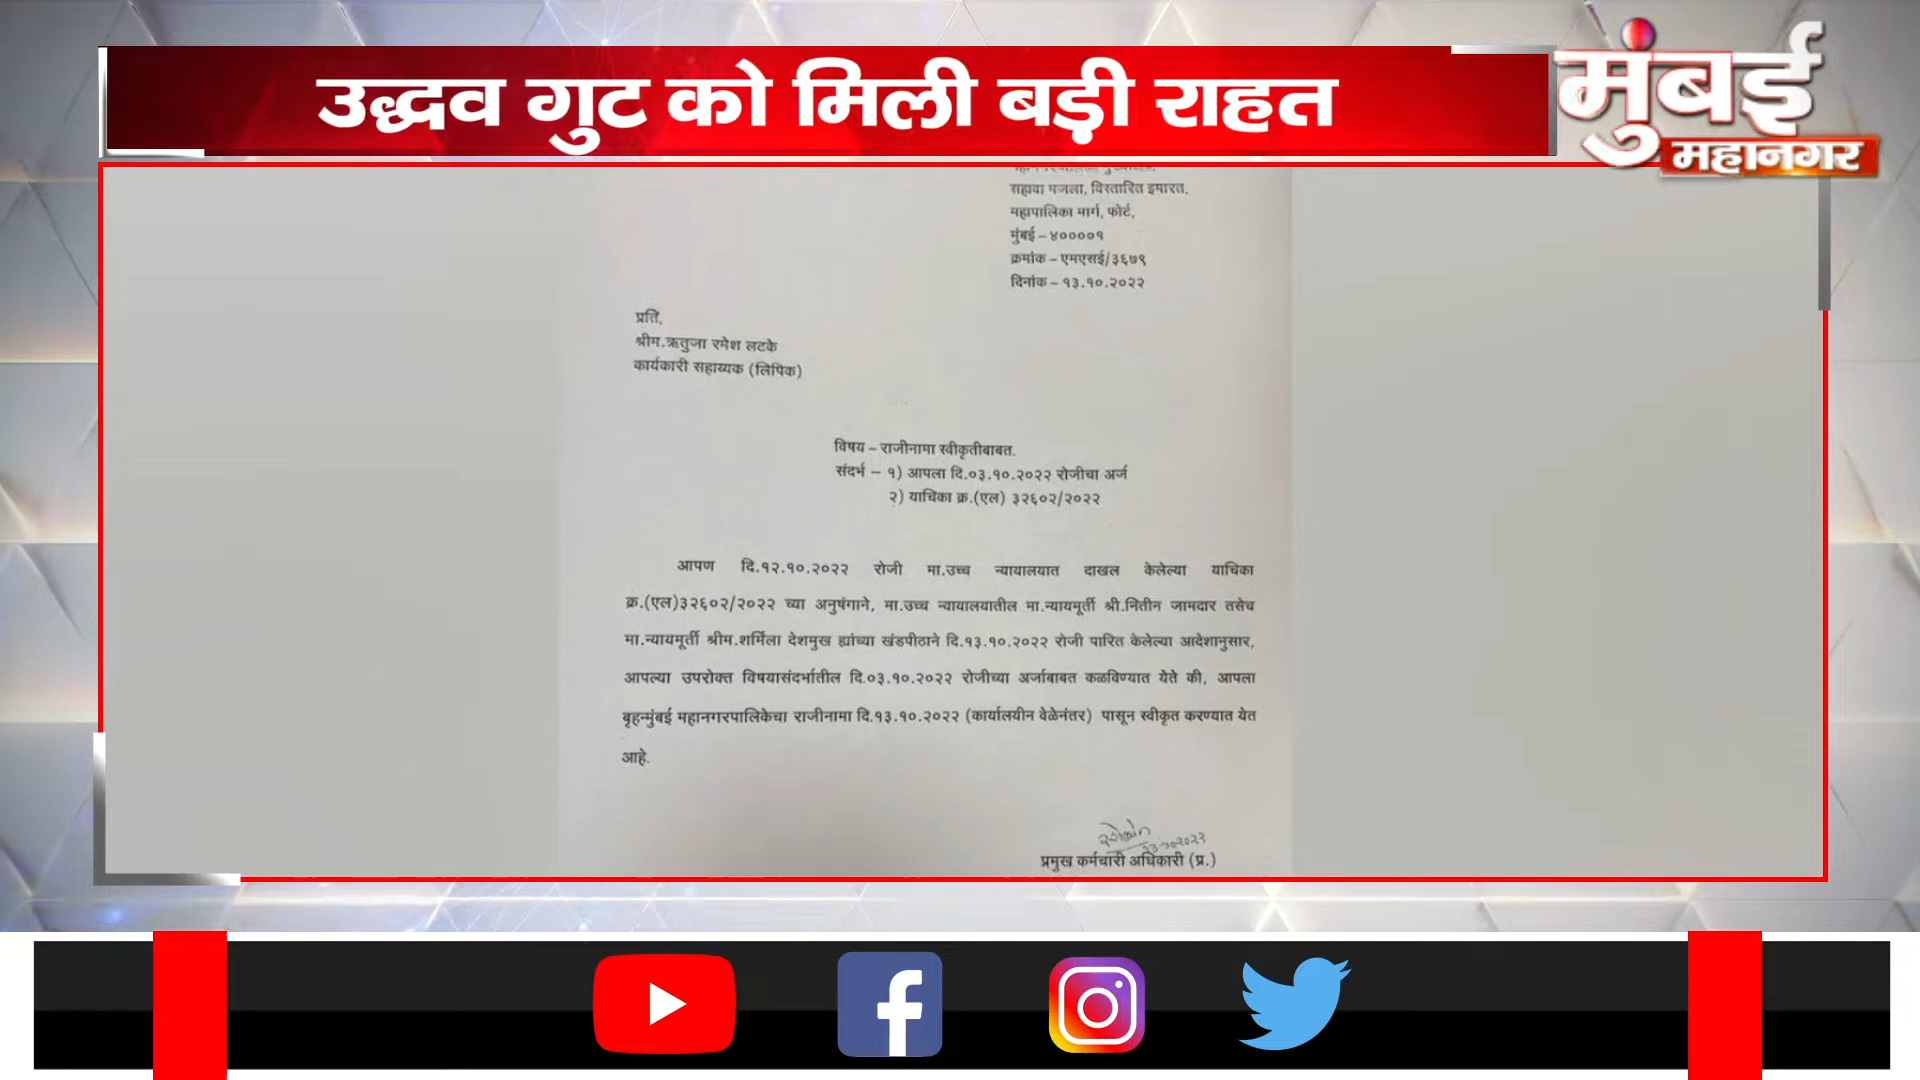 उद्धव गुट को मिली बड़ी राहत
मुंबई
महानगर
सहावा मजला, विस्तारित इमारत,
महापालिका मार्ग, फोर्ट,
मुंबई – ४००००१
क्रमांक – एमएसई/३६७९
दिनांक – १३.१०.२०२२
प्रति,
श्रीम.ऋतुजा रमेश लटके
कार्यकारी सहाय्यक (लिपिक)
विषय – राजीनामा स्वीकृतीबाबत.
संदर्भ – १) आपला दि.०३.१०.२०२२ रोजीचा अर्ज
२) याचिका क्र.(एल) ३२६०२/२०२२
आपण दि.१२.१०.२०२२ रोजी मा.उच्च न्यायालयात दाखल केलेल्या याचिका
क्र.(एल)३२६०२/२०२२ च्या अनुषंगाने, मा.उच्च न्यायालयातील मा.न्यायमूर्ती श्री.नितीन जामदार तसेच
मा.न्यायमूर्ती श्रीम.शर्मिला देशमुख ह्यांच्या खंडपीठाने दि.१३.१०.२०२२ रोजी पारित केलेल्या आदेशानुसार,
आपल्या उपरोक्त विषयासंदर्भातील दि.०३.१०.२०२२ रोजीच्या अर्जाबाबत कळविण्यात येते की, आपला
बृहन्मुंबई महानगरपालिकेचा राजीनामा दि.१३.१०.२०२२ (कार्यालयीन वेळेनंतर) पासून स्वीकृत करण्यात येत
आहे.
प्रमुख कर्मचारी अधिकारी (प्र.)